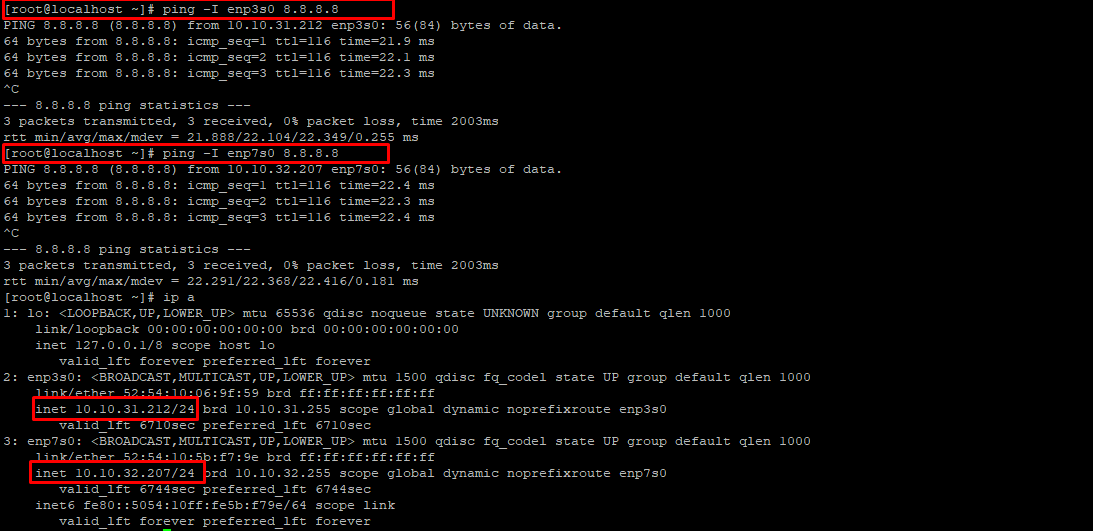 [root@localhost ~]# ping -I enp3s0 8.8.8.8
PING 8.8.8.8 (8.8.8.8) from 10.10.31.212 enp3s0: 56(84) bytes of data.
64 bytes from 8.8.8.8: icmp_seq=1 ttl=116 time=21.9 ms
64 bytes from 8.8.8.8: icmp_seq=2 ttl=116 time=22.1 ms
64 bytes from 8.8.8.8: icmp_seq=3 ttl=116 time=22.3 ms
^C
--- 8.8.8.8 ping statistics ---
3 packets transmitted, 3 received, 0% packet loss, time 2003ms
rtt min/avg/max/mdev = 21.888/22.104/22.349/0.255 ms
[root@localhost ~]# ping -I enp7s0 8.8.8.8
PING 8.8.8.8 (8.8.8.8) from 10.10.32.207 enp7s0: 56(84) bytes of data.
64 bytes from 8.8.8.8: icmp_seq=1 ttl=116 time=22.4 ms
64 bytes from 8.8.8.8: icmp_seq=2 ttl=116 time=22.3 ms
64 bytes from 8.8.8.8: icmp_seq=3 ttl=116 time=22.4 ms
^C
--- 8.8.8.8 ping statistics ---
3 packets transmitted, 3 received, 0% packet loss, time 2003ms
rtt min/avg/max/mdev = 22.291/22.368/22.416/0.181 ms
[root@localhost ~]# ip a
1: lo: <LOOPBACK,UP,LOWER_UP> mtu 65536 qdisc noqueue state UNKNOWN group default qlen 1000
    link/loopback 00:00:00:00:00:00 brd 00:00:00:00:00:00
    inet 127.0.0.1/8 scope host lo
       valid_lft forever preferred_lft forever
2: enp3s0: <BROADCAST,MULTICAST,UP,LOWER_UP> mtu 1500 qdisc fq_codel state UP group default qlen 1000
    link/ether 52:54:10:06:9f:59 brd ff:ff:ff:ff:ff:ff
    inet 10.10.31.212/24 brd 10.10.31.255 scope global dynamic noprefixroute enp3s0
       valid_lft 6710sec preferred_lft 6710sec
3: enp7s0: <BROADCAST,MULTICAST,UP,LOWER_UP> mtu 1500 qdisc fq_codel state UP group default qlen 1000
    link/ether 52:54:10:5b:f7:9e brd ff:ff:ff:ff:ff:ff
    inet 10.10.32.207/24 brd 10.10.32.255 scope global dynamic noprefixroute enp7s0
       valid_lft 6744sec preferred_lft 6744sec
    inet6 fe80::5054:10ff:fe5b:f79e/64 scope link
       valid_lft forever preferred_lft forever